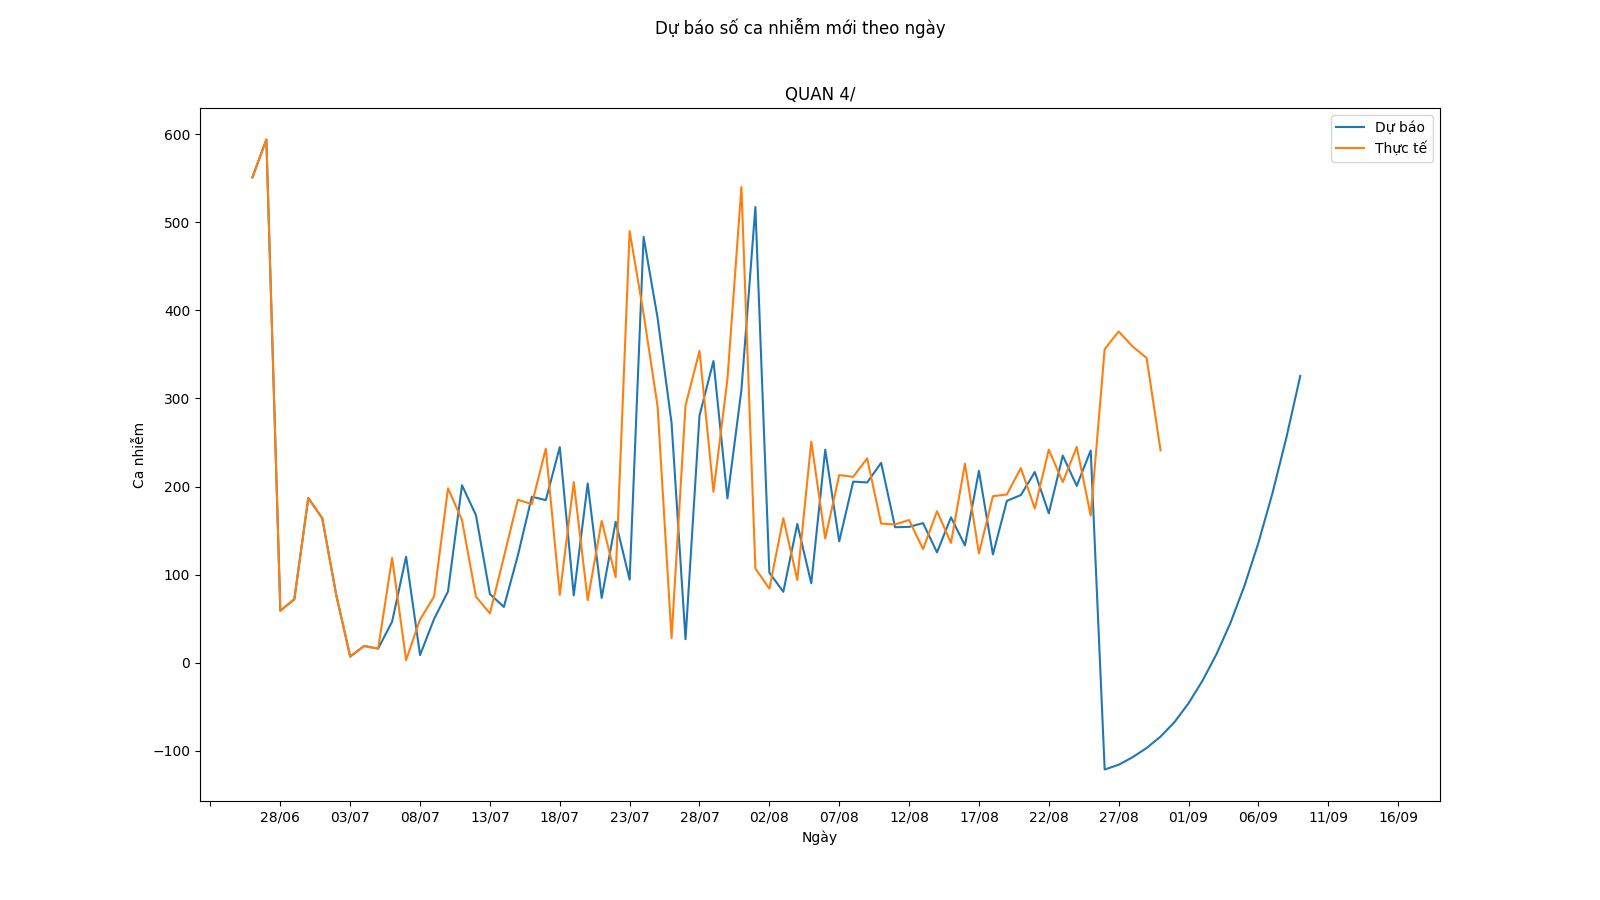 Dự báo số ca nhiễm mới theo ngày
QUAN 4/
Dự báo
Thực tế
600
500
400
300
200
100
0
−100
Ca nhiễm
28/06 03/07 08/07 13/07 18/07 23/07 28/07 02/08 07/08 12/08 17/08 22/08 27/08 01/09 06/09 11/09 16/09
Ngày